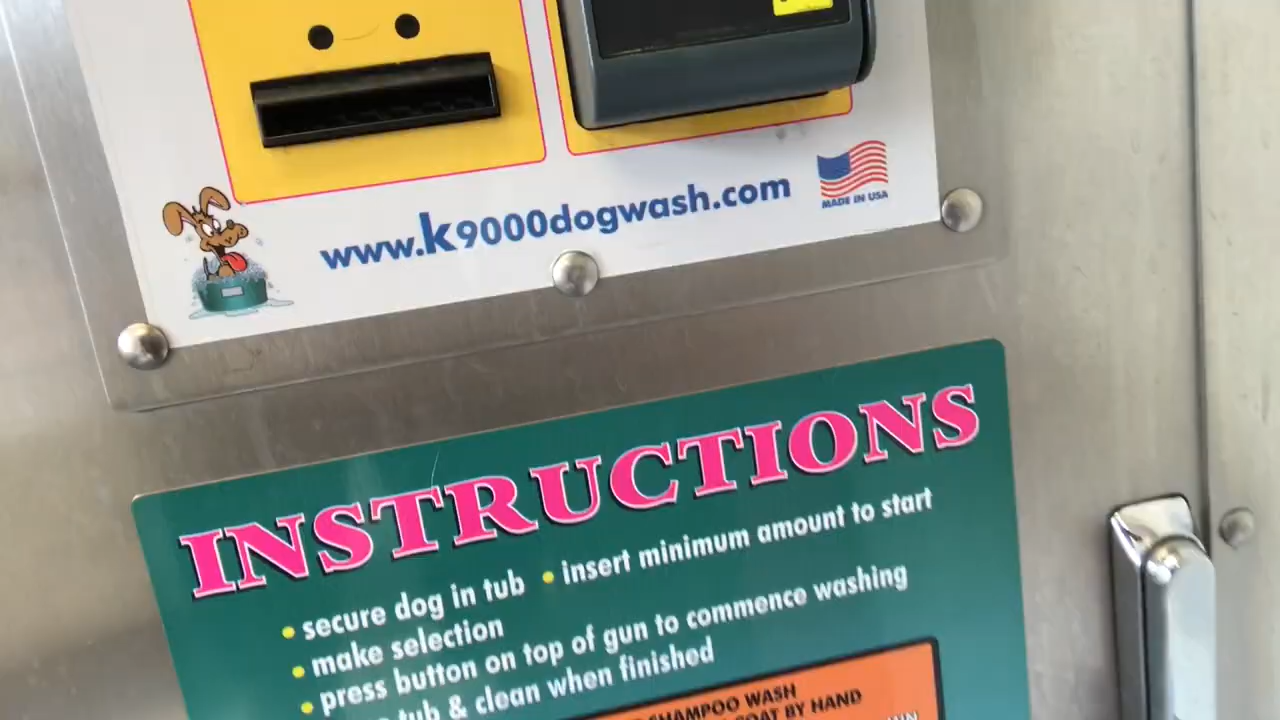 www.k9000dogwash.com
MADE IN USA
INSTRUCTIONS
• secure dog in tub • insert minimum amount to start
• make selection
• press button on top of gun to commence washing
tub & clean when finished
SHAMPOO WASH
COAT BY HAND